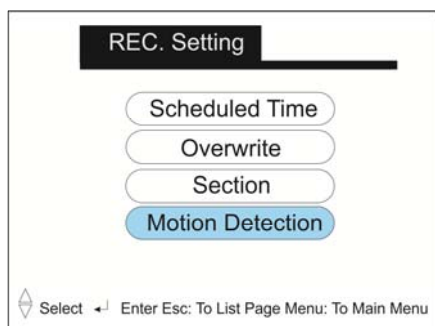 REC. Setting
Scheduled Time
Overwrite
Section
Motion Detection
Select Enter Esc: To List Page Menu: To Main Menu